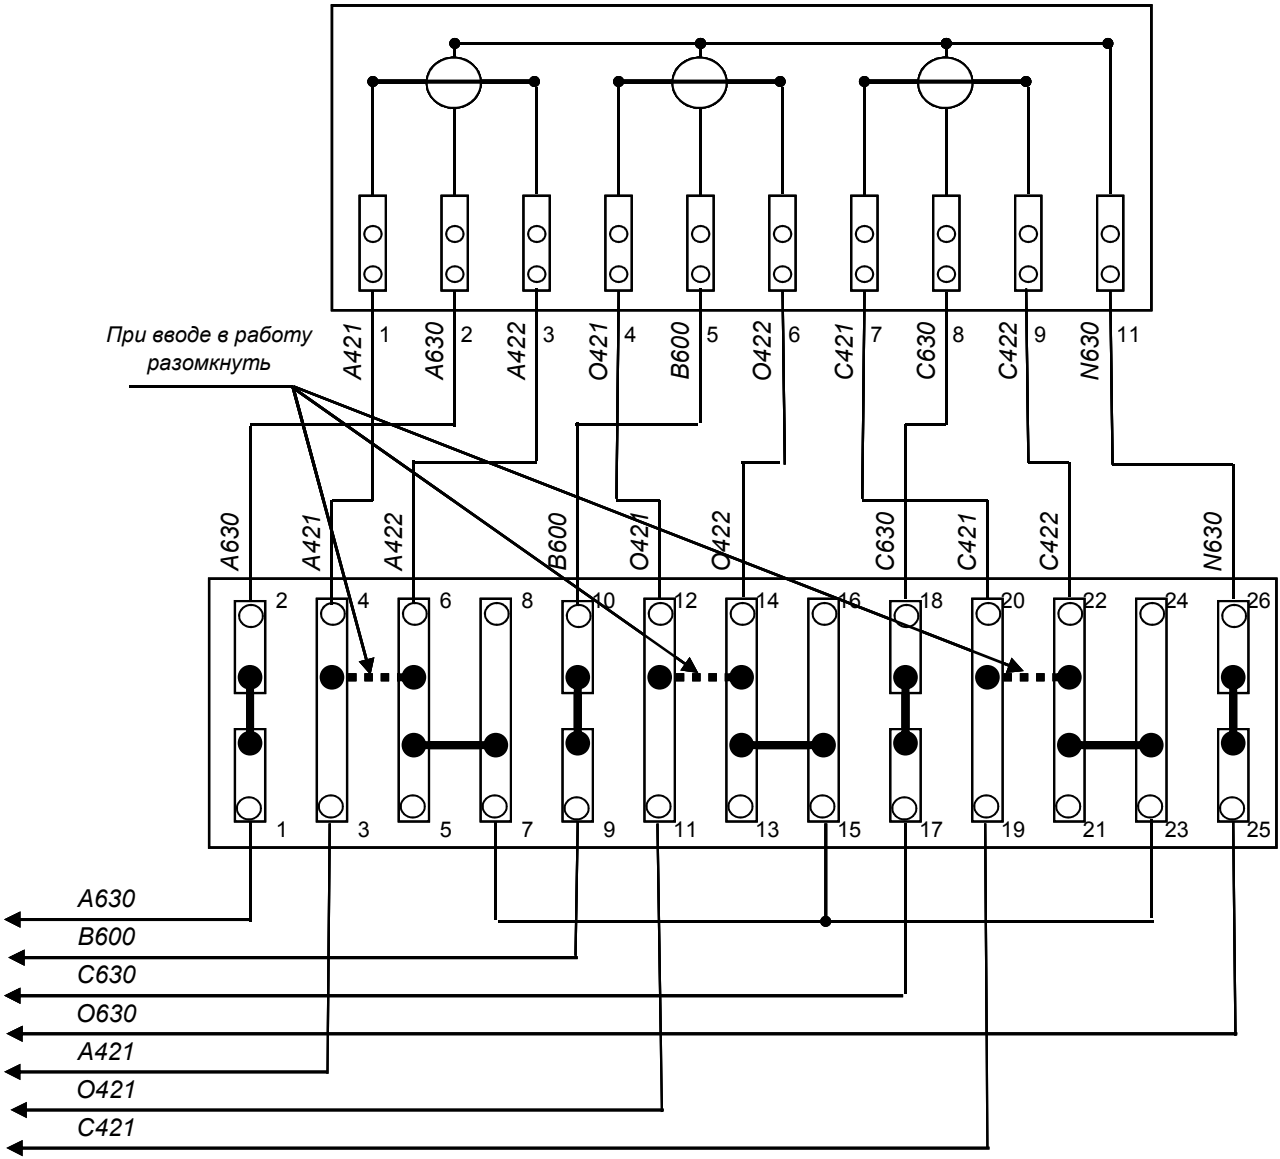 При вводе в работу
разомкнуть
A421 1 A630 2 A422 3 O421 4 B600 5 O422 6 C421 7 C630 8 C422 9 N630 11
A630 A421 A422 B600 O421 O422 C630 C421 C422 N630
2 4 6 8 10 12 14 16 18 20 22 24 26
1 3 5 7 9 11 13 15 17 19 21 23 25
A630
B600
C630
O630
A421
O421
C421